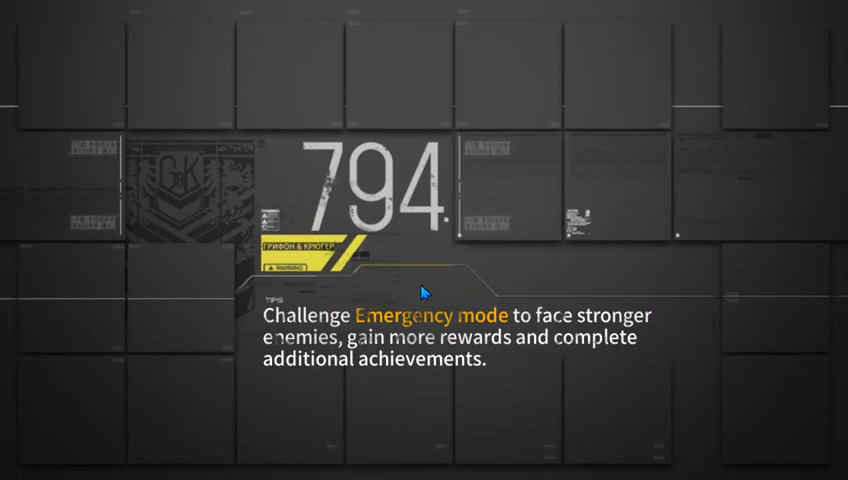 G&K
794.
ГРИФОН & КРЮГЕР
WARNING
TIPS
Challenge Emergency mode to face stronger
enemies, gain more rewards and complete
additional achievements.